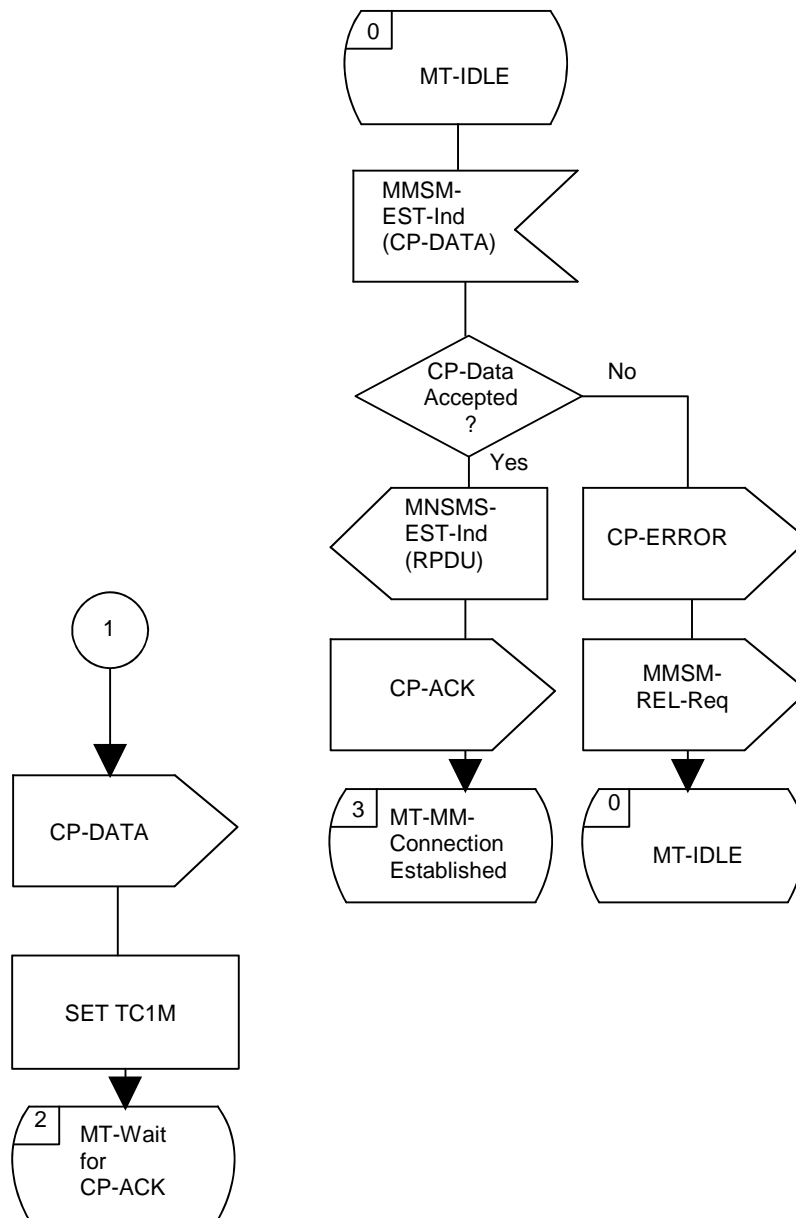 0
MT-IDLE
MMSM-
EST-Ind
(CP-DATA)
CP-Data
Accepted
?
No
Yes
MNSMS-
EST-Ind
(RPDU)
CP-ERROR
CP-ACK
MMSM-
REL-Req
3
MT-MM-
Connection
Established
0
MT-IDLE
1
CP-DATA
SET TC1M
2
MT-Wait
for
CP-ACK